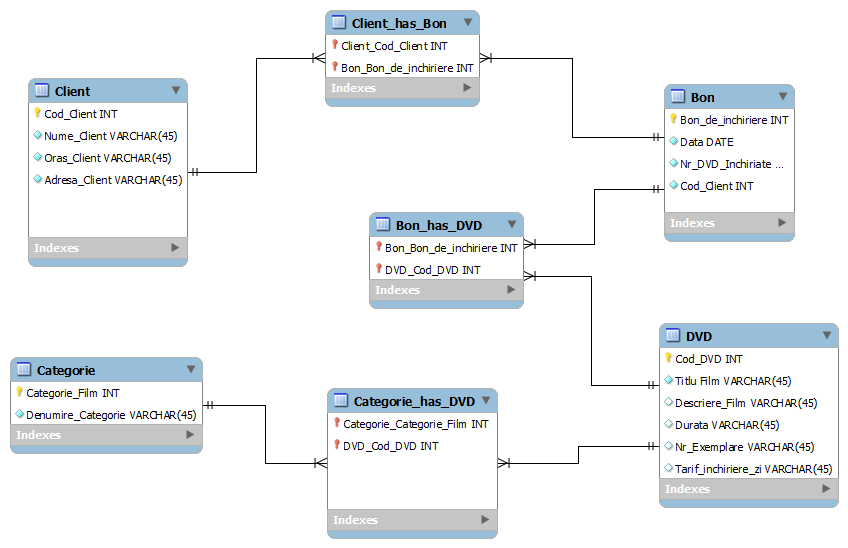 Client_has_Bon
Client_Cod_Client INT
Bon_Bon_de_inchiriere INT
Indexes
Client
Cod_Client INT
Nume_Client VARCHAR(45)
Oras_Client VARCHAR(45)
Adresa_Client VARCHAR(45)
Indexes
Bon
Bon_de_inchiriere INT
Data DATE
Nr_DVD_Inchiriate ...
Cod_Client INT
Indexes
Bon_has_DVD
Bon_Bon_de_inchiriere INT
DVD_Cod_DVD INT
Indexes
DVD
Cod_DVD INT
Titlu Film VARCHAR(45)
Descriere_Film VARCHAR(45)
Durata VARCHAR(45)
Nr_Exemplare VARCHAR(45)
Tarif_inchiriere_zi VARCHAR(45)
Indexes
Categorie
Categorie_Film INT
Denumire_Categorie VARCHAR(45)
Indexes
Categorie_has_DVD
Categorie_Categorie_Film INT
DVD_Cod_DVD INT
Indexes